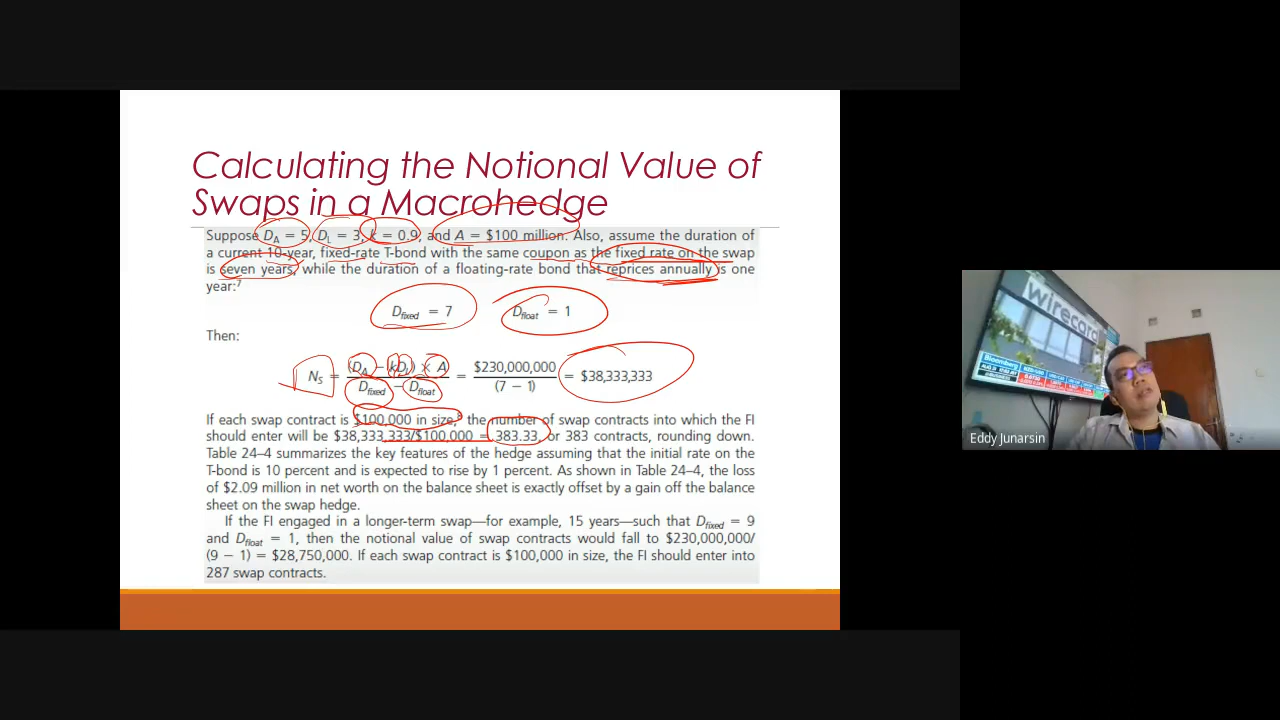 Calculating the Notional Value of
Swaps in a Macrohedge
Suppose D_A = 5, D_L = 3, k = 0.9, and A = $100 million. Also, assume the duration of
a current 10-year, fixed-rate T-bond with the same coupon as the fixed rate on the swap
is seven years, while the duration of a floating-rate bond that reprices annually is one
year:7
D_fixed = 7 D_float = 1
Then:
N_S = (D_A − kD_L) × A / D_fixed − D_float = $230,000,000 / (7 − 1) = $38,333,333
If each swap contract is $100,000 in size, the number of swap contracts into which the FI
should enter will be $38,333,333/$100,000 = 383.33, or 383 contracts, rounding down.
Table 24–4 summarizes the key features of the hedge assuming that the initial rate on the
T-bond is 10 percent and is expected to rise by 1 percent. As shown in Table 24–4, the loss
of $2.09 million in net worth on the balance sheet is exactly offset by a gain off the balance
sheet on the swap hedge.
If the FI engaged in a longer-term swap—for example, 15 years—such that D_fixed = 9
and D_float = 1, then the notional value of swap contracts would fall to $230,000,000/
(9 − 1) = $28,750,000. If each swap contract is $100,000 in size, the FI should enter into
287 swap contracts.
wirecard
Bloomberg
Eddy Junarsin